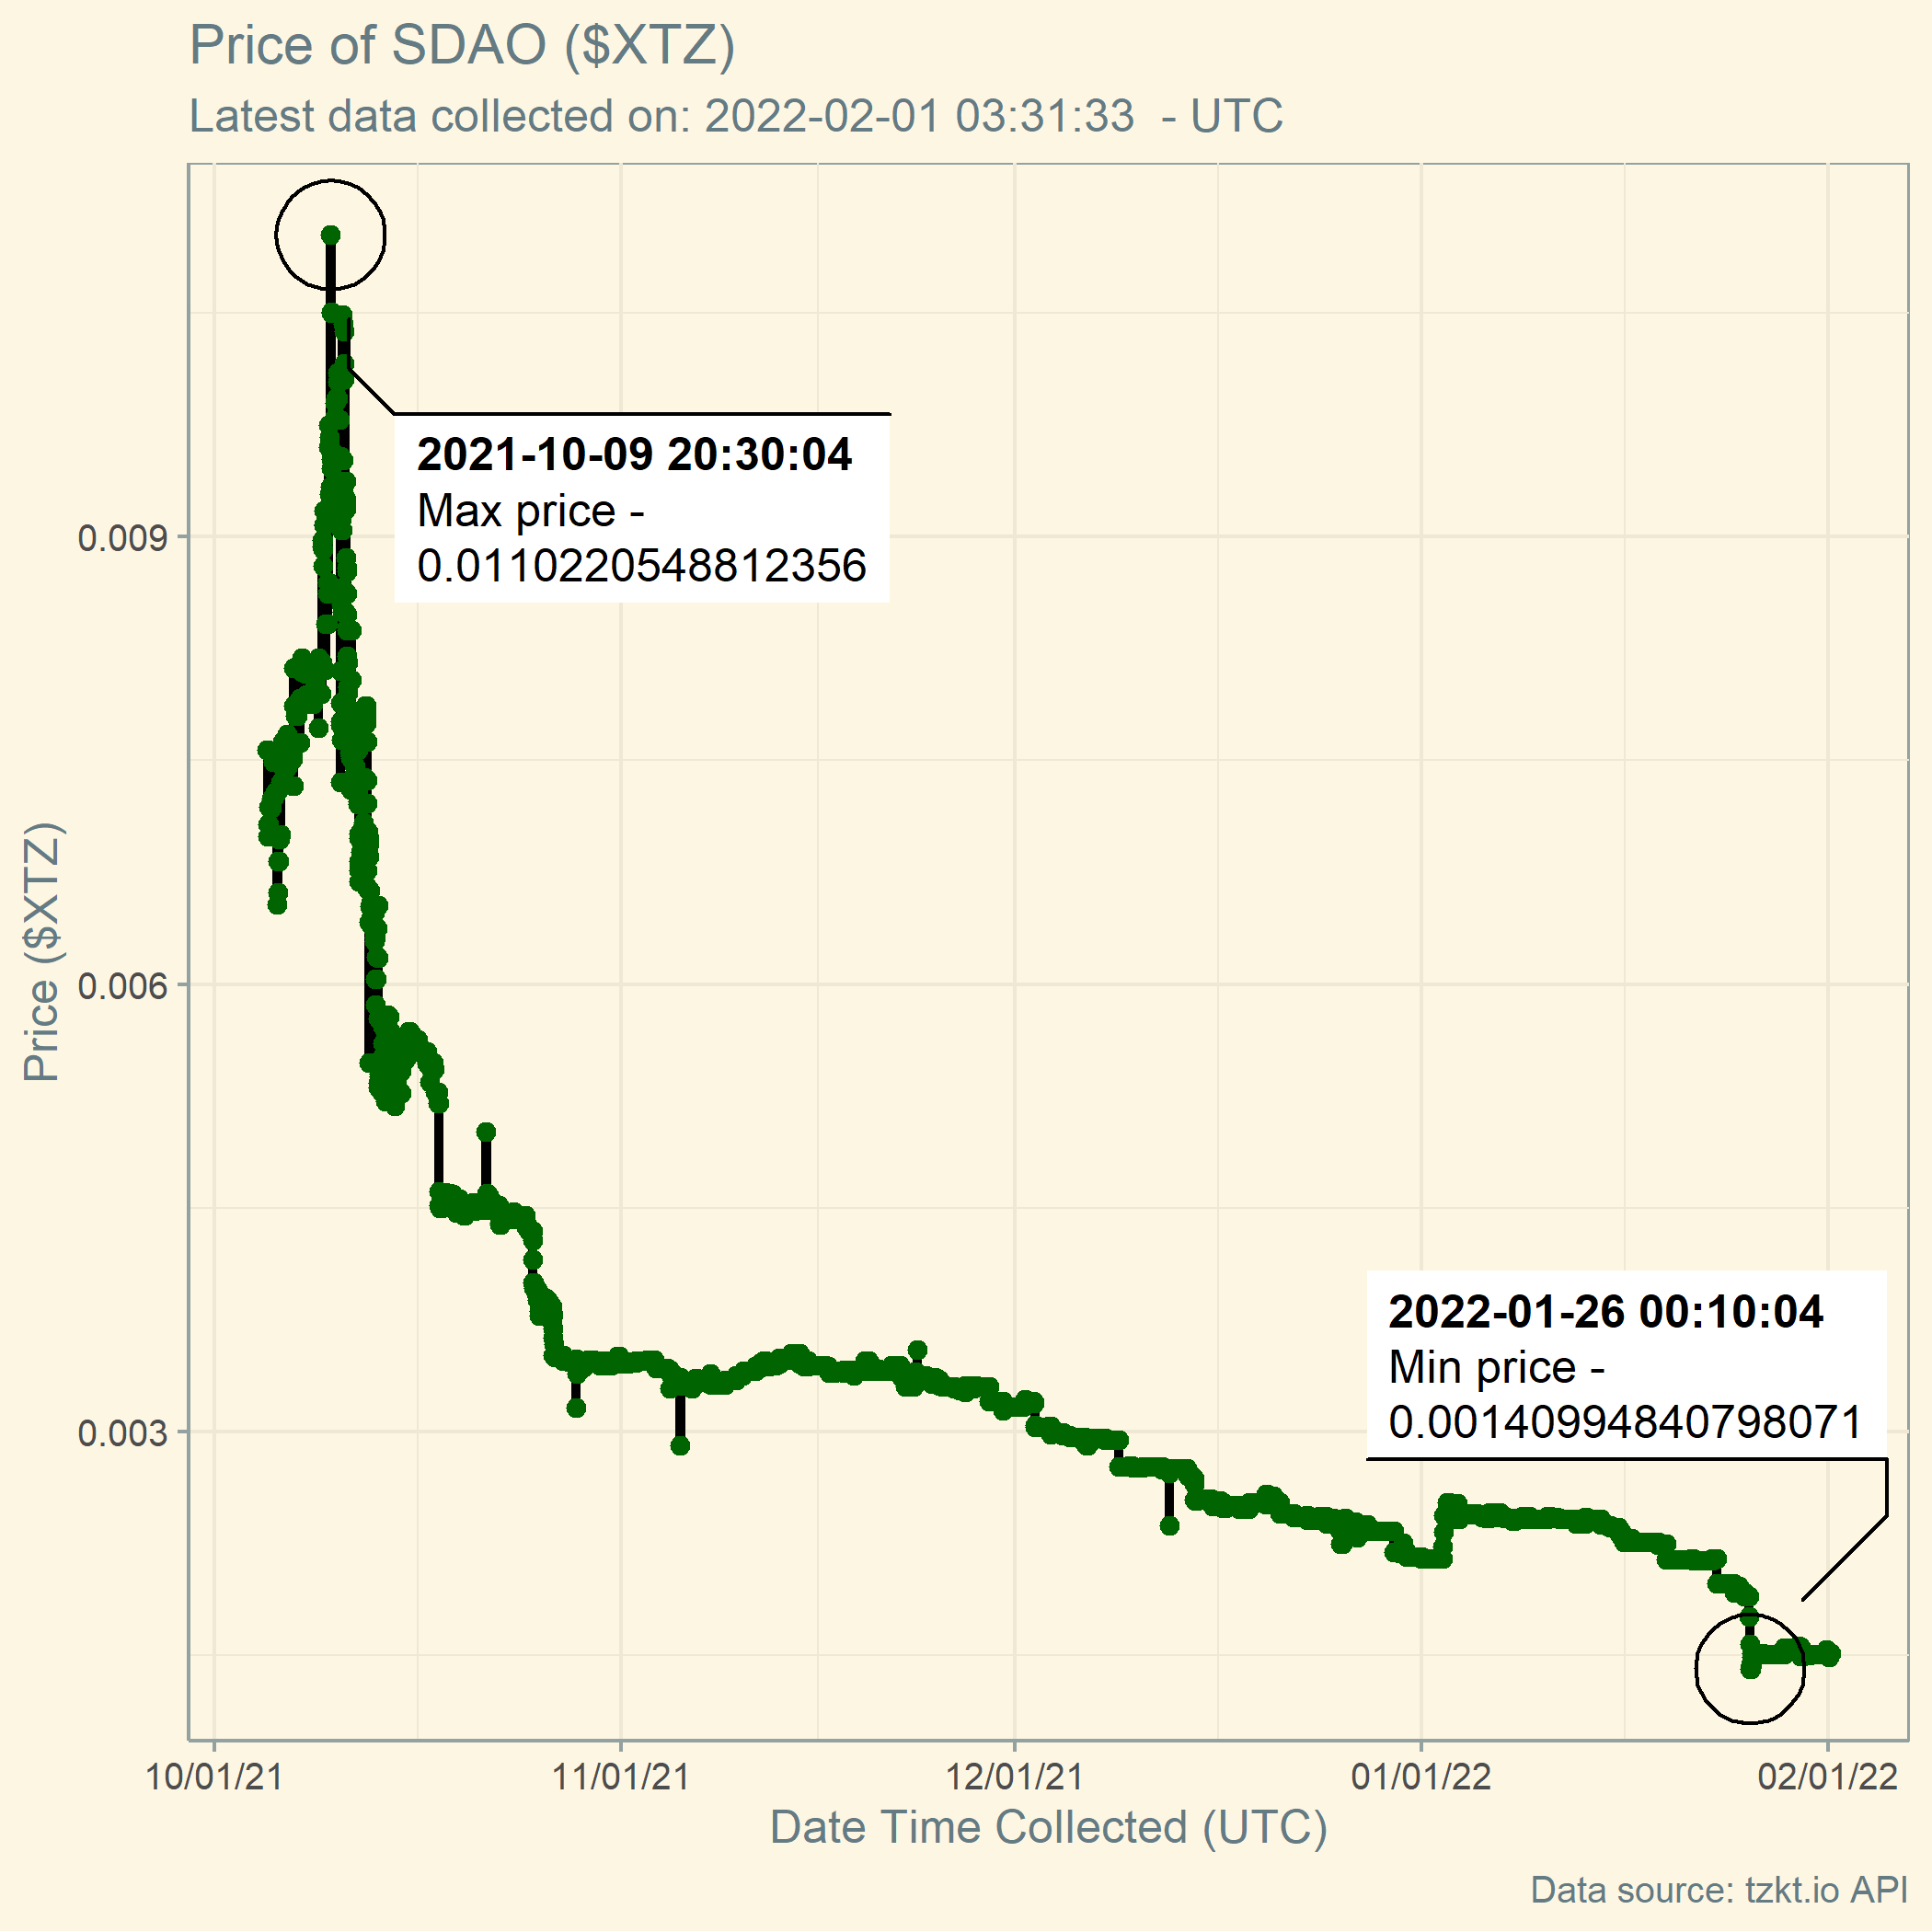 Price of SDAO ($XTZ)
Latest data collected on: 2022-02-01 03:31:33  - UTC
2021-10-09 20:30:04
Max price -
0.0110220548812356
0.009
Price ($XTZ)
0.006
2022-01-26 00:10:04
Min price -
0.00140994840798071
0.003
10/01/21 11/01/21 12/01/21 01/01/22 02/01/22
Date Time Collected (UTC)
Data source: tzkt.io API